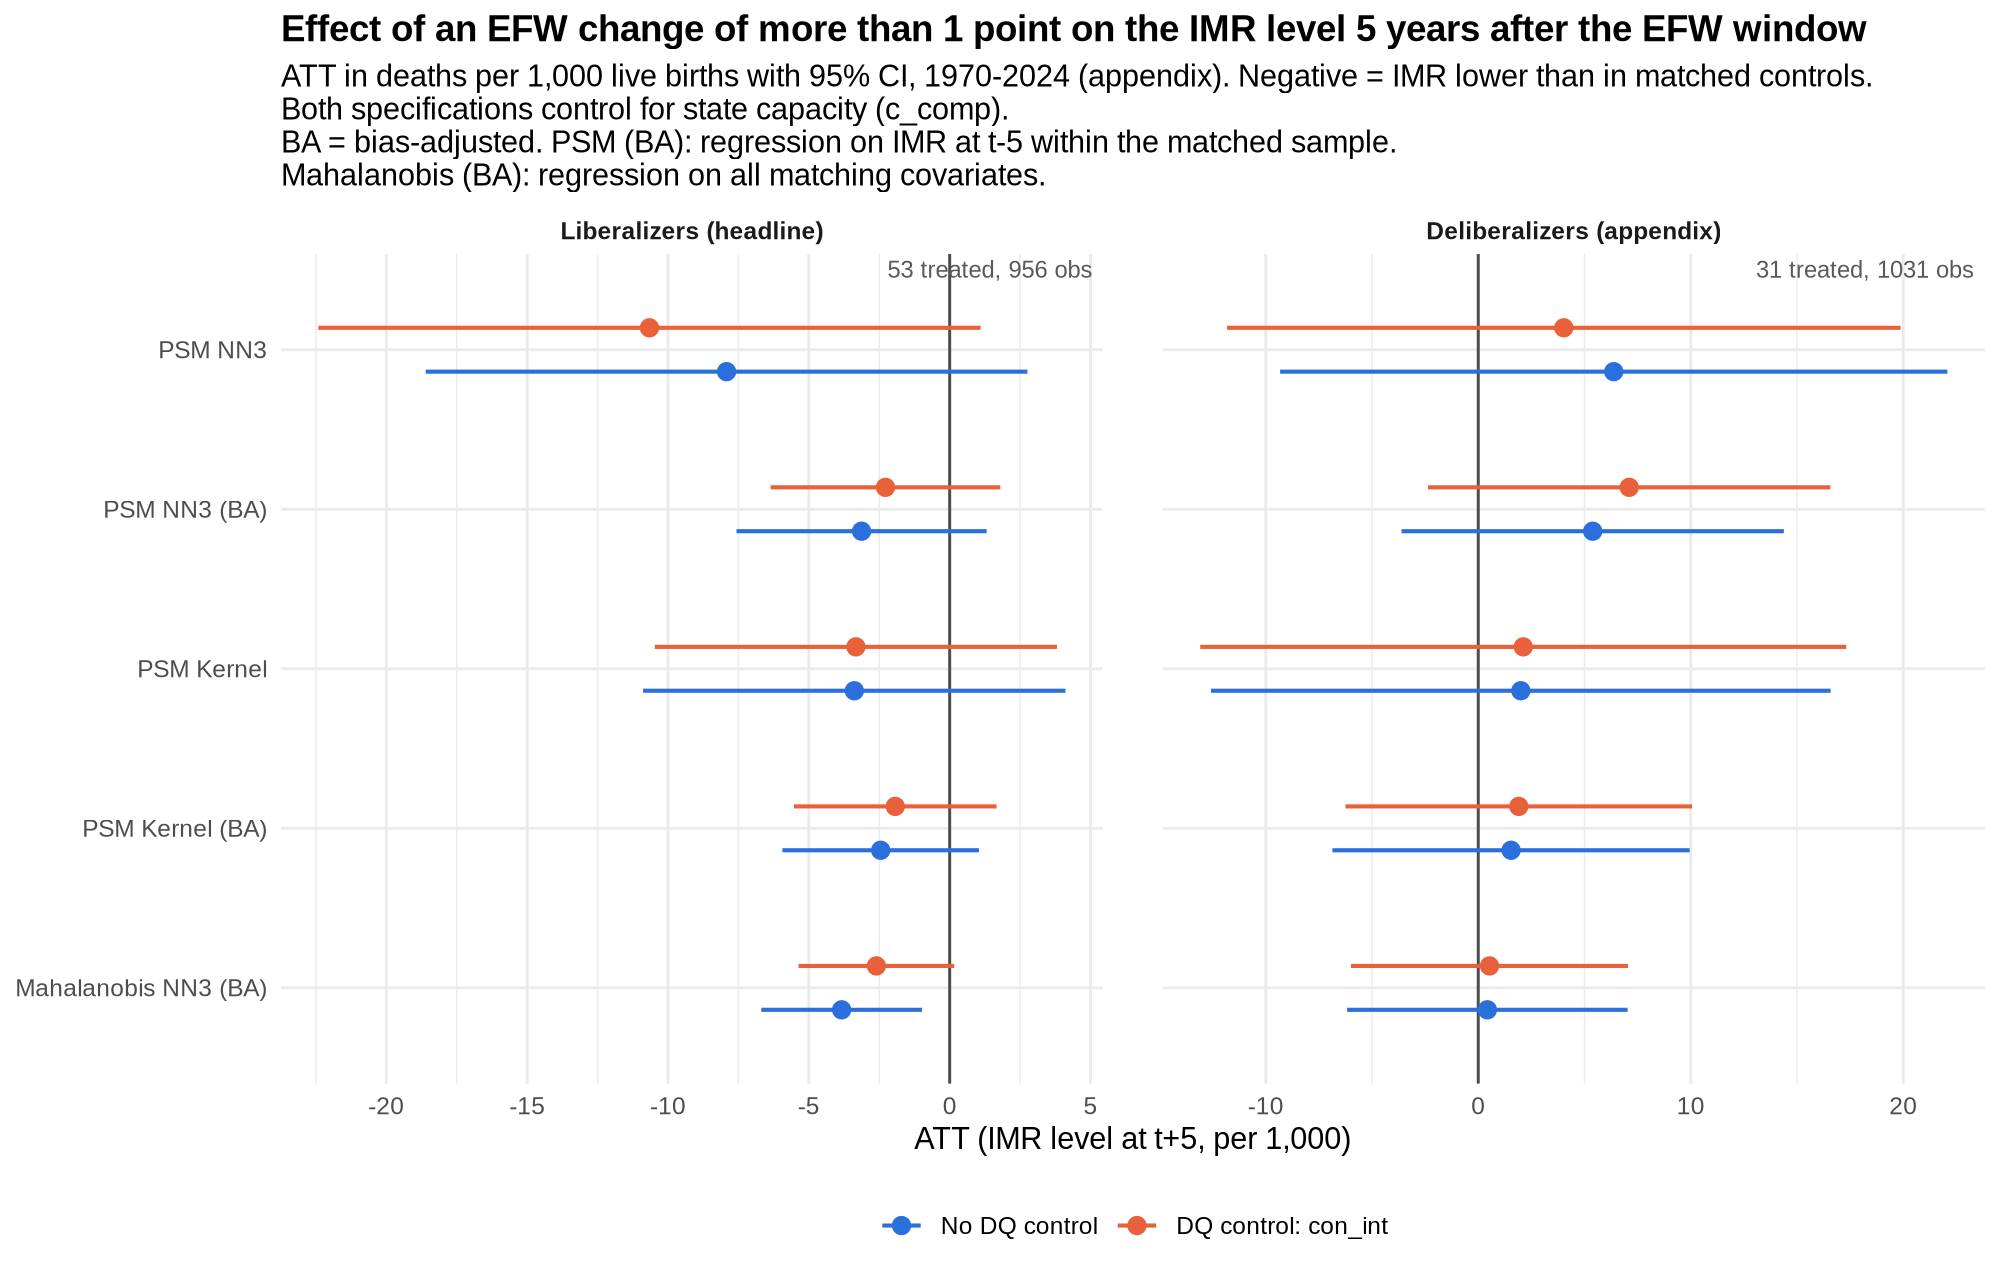 Effect of an EFW change of more than 1 point on the IMR level 5 years after the EFW window
ATT in deaths per 1,000 live births with 95% CI, 1970-2024 (appendix). Negative = IMR lower than in matched controls.
Both specifications control for state capacity (c_comp).
BA = bias-adjusted. PSM (BA): regression on IMR at t-5 within the matched sample.
Mahalanobis (BA): regression on all matching covariates.
Liberalizers (headline)
Deliberalizers (appendix)
53 treated, 956 obs
31 treated, 1031 obs
PSM NN3
PSM NN3 (BA)
PSM Kernel
PSM Kernel (BA)
Mahalanobis NN3 (BA)
-20 -15 -10 -5 0 5
-10 0 10 20
ATT (IMR level at t+5, per 1,000)
No DQ control
DQ control: con_int